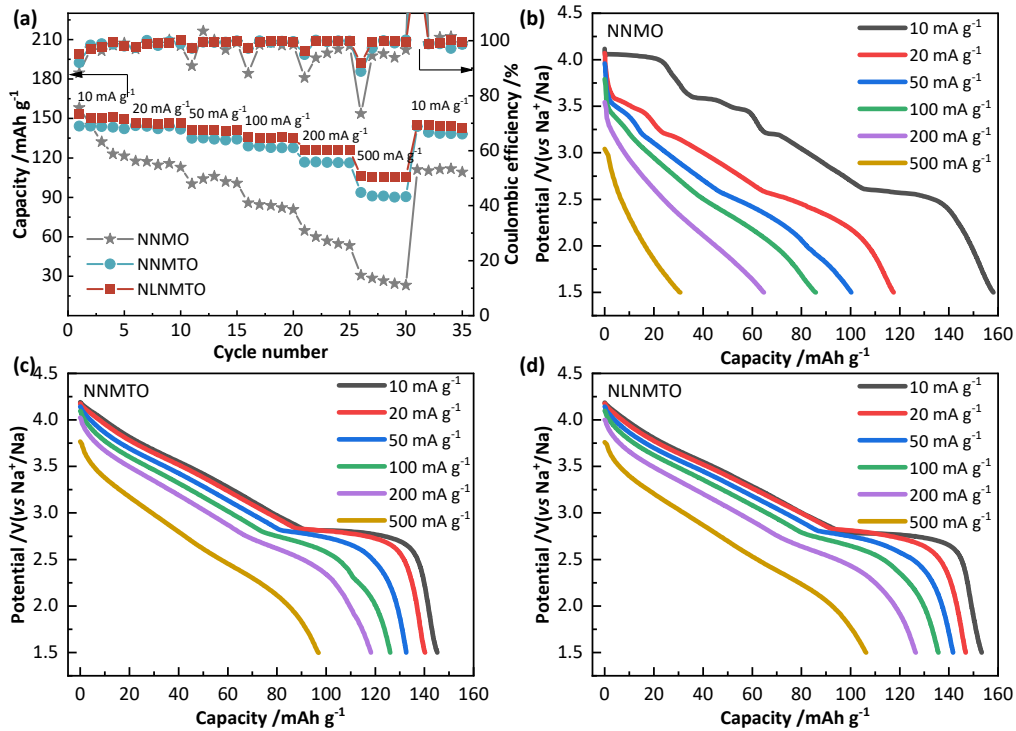 (a)
210
180
150
120
90
60
30
Capacity /mAh g⁻¹
10 mA g⁻¹
20 mA g⁻¹
50 mA g⁻¹
100 mA g⁻¹
200 mA g⁻¹
500 mA g⁻¹
10 mA g⁻¹
NNMO
NNMTO
NLNMTO
100
80
60
40
20
0
Coulombic efficiency /%
0 5 10 15 20 25 30 35
Cycle number
(b)
NNMO
10 mA g⁻¹
20 mA g⁻¹
50 mA g⁻¹
100 mA g⁻¹
200 mA g⁻¹
500 mA g⁻¹
4.5
4.0
3.5
3.0
2.5
2.0
1.5
Potential /V(vs Na⁺/Na)
0 20 40 60 80 100 120 140 160
Capacity /mAh g⁻¹
(c)
NNMTO
10 mA g⁻¹
20 mA g⁻¹
50 mA g⁻¹
100 mA g⁻¹
200 mA g⁻¹
500 mA g⁻¹
4.5
4.0
3.5
3.0
2.5
2.0
1.5
Potential /V(vs Na⁺/Na)
0 20 40 60 80 100 120 140 160
Capacity /mAh g⁻¹
(d)
NLNMTO
10 mA g⁻¹
20 mA g⁻¹
50 mA g⁻¹
100 mA g⁻¹
200 mA g⁻¹
500 mA g⁻¹
4.5
4.0
3.5
3.0
2.5
2.0
1.5
Potential /V(vs Na⁺/Na)
0 20 40 60 80 100 120 140 160
Capacity /mAh g⁻¹